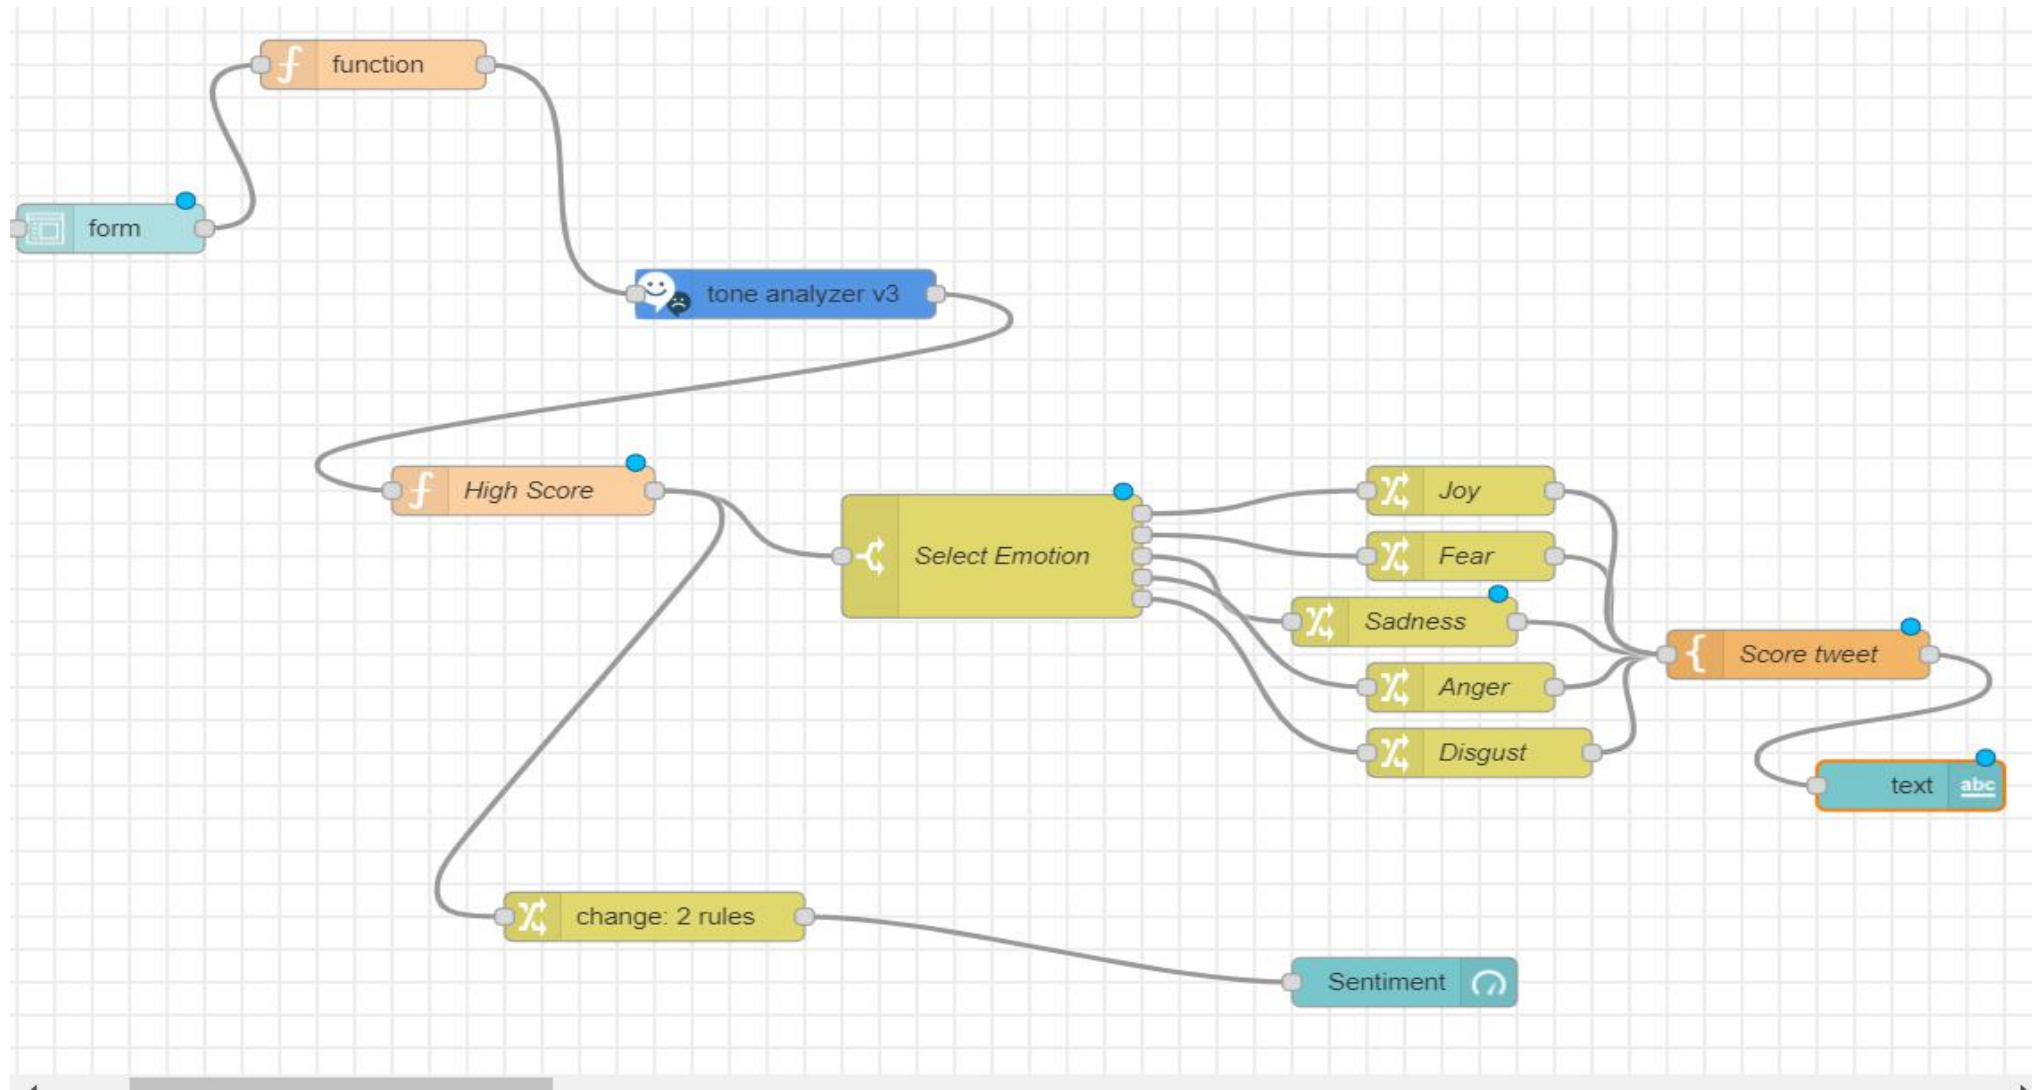 function
form
tone analyzer v3
High Score
Select Emotion
Joy
Fear
Sadness
Anger
Disgust
Score tweet
text abc
change: 2 rules
Sentiment